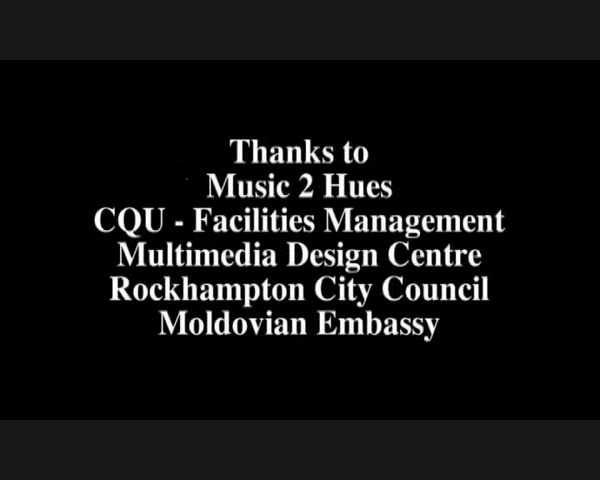 Thanks to
Music 2 Hues
CQU - Facilities Management
Multimedia Design Centre
Rockhampton City Council
Moldovian Embassy